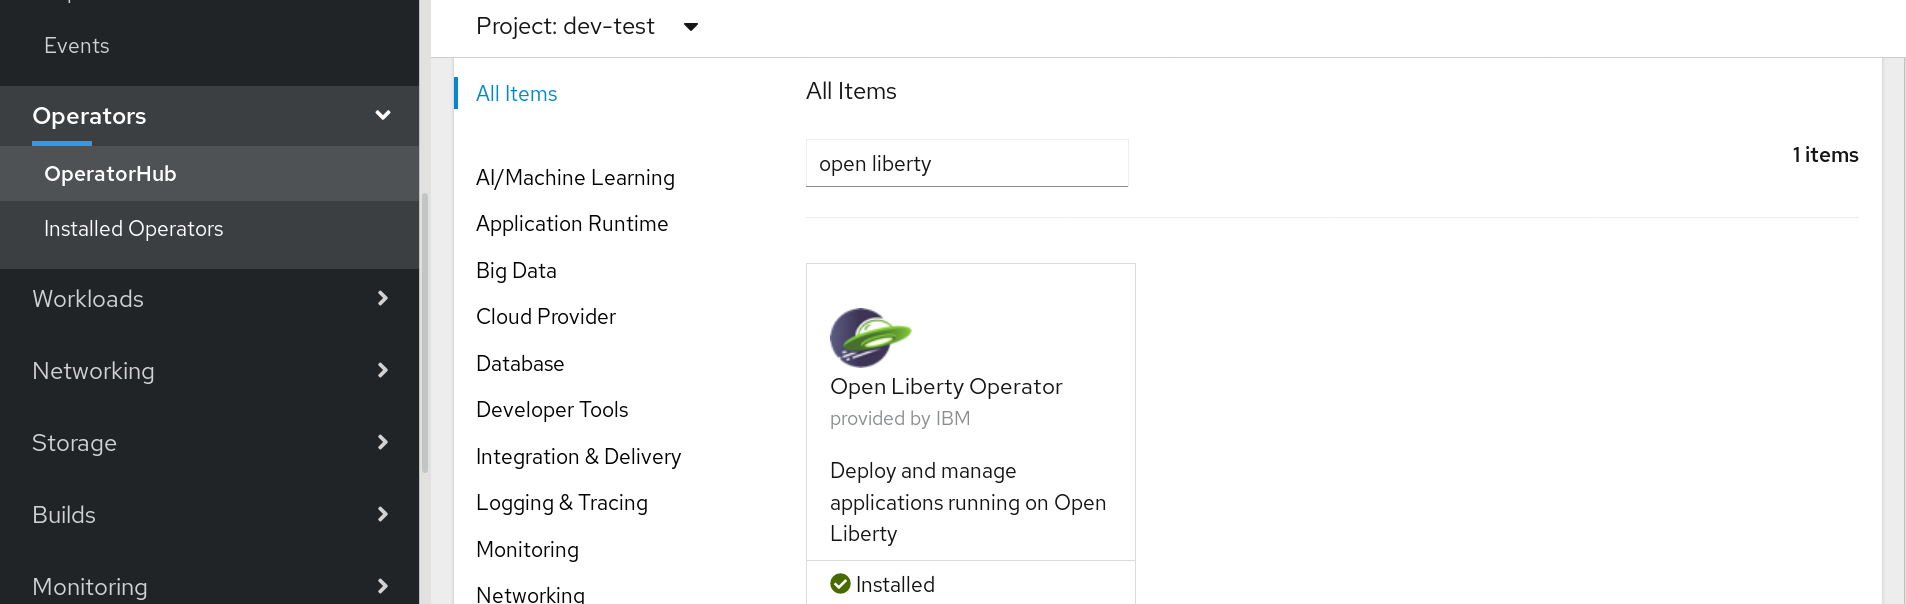 Events
Operators
OperatorHub
Installed Operators
Workloads
Networking
Storage
Builds
Monitoring
Project: dev-test
All Items
AI/Machine Learning
Application Runtime
Big Data
Cloud Provider
Database
Developer Tools
Integration & Delivery
Logging & Tracing
Monitoring
Networking
All Items
open liberty
1 items
Open Liberty Operator
provided by IBM
Deploy and manage
applications running on Open
Liberty
Installed